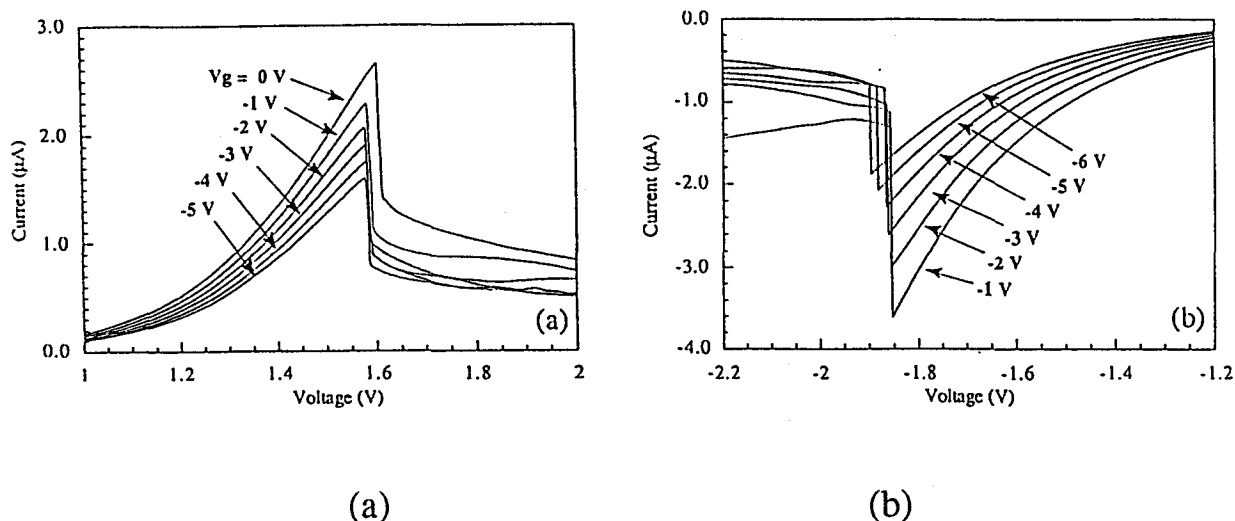 3.0
2.0
1.0
0.0
Current (μA)
Vg = 0 V
-1 V
-2 V
-3 V
-4 V
-5 V
(a)
1 1.2 1.4 1.6 1.8 2
Voltage (V)
0.0
-1.0
-2.0
-3.0
-4.0
Current (μA)
-6 V
-5 V
-4 V
-3 V
-2 V
-1 V
(b)
-2.2 -2 -1.8 -1.6 -1.4 -1.2
Voltage (V)
(a) (b)